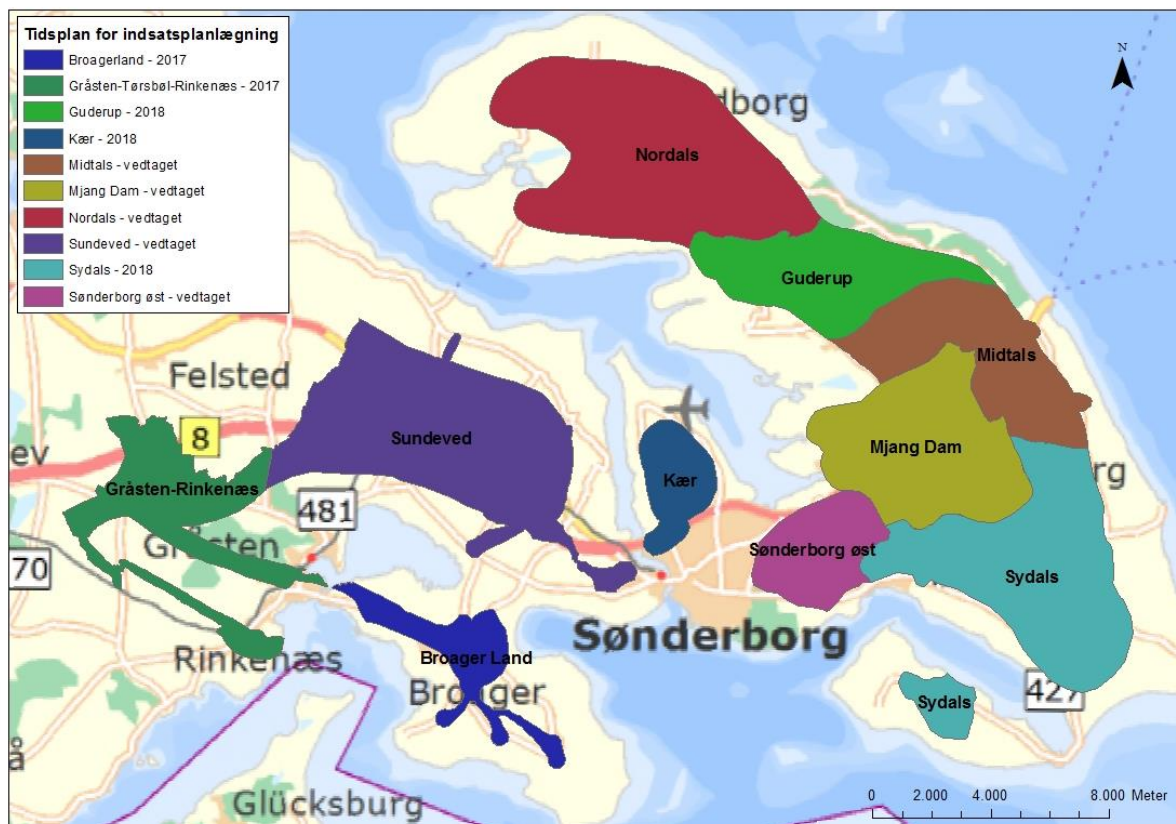 Tidsplan for indsatsplanlægning
Broagerland - 2017
Gråsten-Tørsbøl-Rinkenæs - 2017
Guderup - 2018
Kær - 2018
Midtals - vedtaget
Mjang Dam - vedtaget
Nordals - vedtaget
Sundeved - vedtaget
Sydals - 2018
Sønderborg øst - vedtaget
N
dborg
Nordals
Guderup
Midtals
Felsted
8
Sundeved
Mjang Dam
ev
Kær
rg
Gråsten-Rinkenæs
481
Gråsten
70
Sønderborg øst
Sydals
Sønderborg
Rinkenæs
Broager Land
Broager
427
Sydals
å
Glücksburg
0 2.000 4.000 8.000 Meter